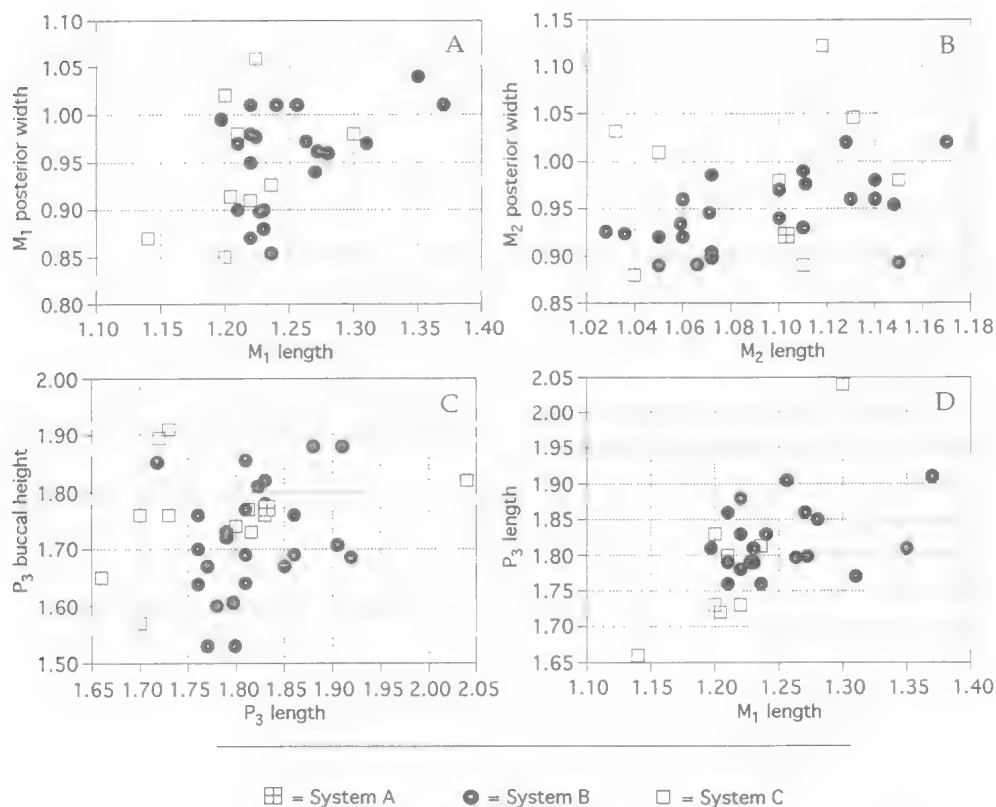 A
M₁ posterior width
1.10
1.05
1.00
0.95
0.90
0.85
0.80
1.10 1.15 1.20 1.25 1.30 1.35 1.40
M₁ length
B
M₂ posterior width
1.15
1.10
1.05
1.00
0.95
0.90
0.85
1.02 1.04 1.06 1.08 1.10 1.12 1.14 1.16 1.18
M₂ length
C
P₃ buccal height
2.00
1.90
1.80
1.70
1.60
1.50
1.65 1.70 1.75 1.80 1.85 1.90 1.95 2.00 2.05
P₃ length
D
P₃ length
2.05
2.00
1.95
1.90
1.85
1.80
1.75
1.70
1.65
1.10 1.15 1.20 1.25 1.30 1.35 1.40
M₁ length
= System A = System B = System C